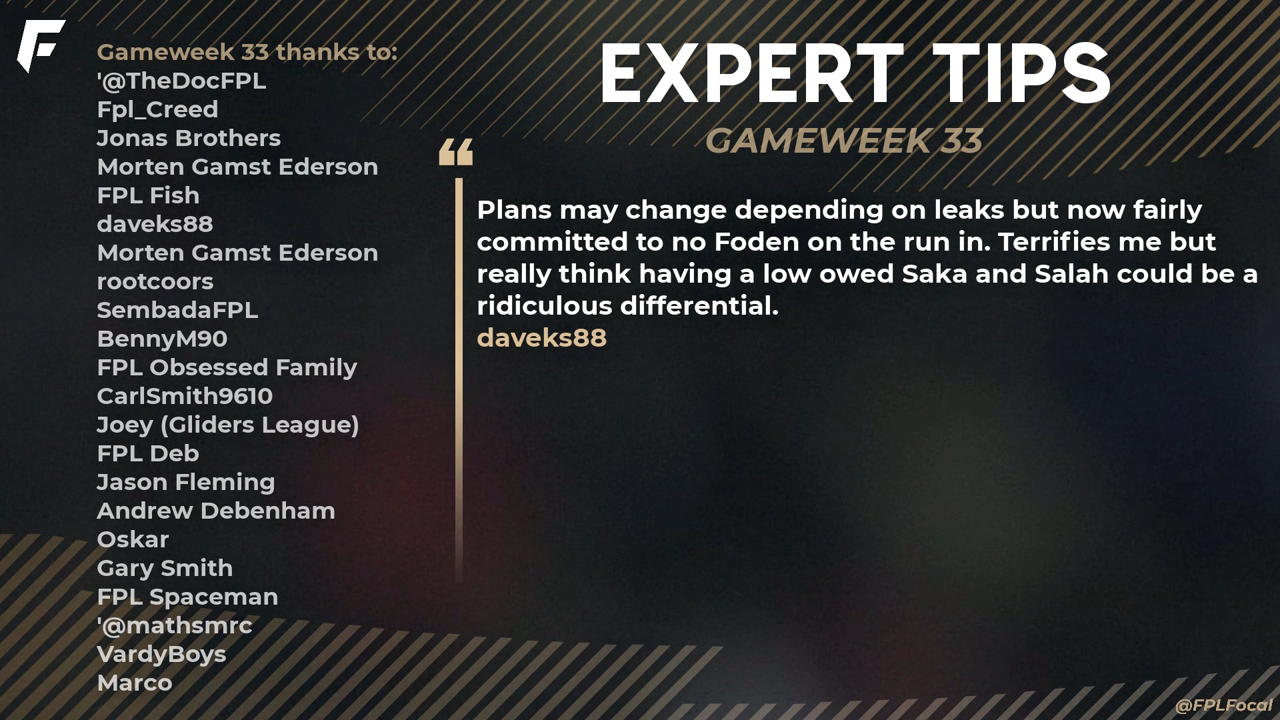 Gameweek 33 thanks to:
'@TheDocFPL
Fpl_Creed
Jonas Brothers
Morten Gamst Ederson
FPL Fish
daveks88
Morten Gamst Ederson
rootcoors
SembadaFPL
BennyM90
FPL Obsessed Family
CarlSmith9610
Joey (Gliders League)
FPL Deb
Jason Fleming
Andrew Debenham
Oskar
Gary Smith
FPL Spaceman
'@mathsmrc
VardyBoys
Marco
EXPERT TIPS
GAMEWEEK 33
❝
Plans may change depending on leaks but now fairly
committed to no Foden on the run in. Terrifies me but
really think having a low owed Saka and Salah could be a
ridiculous differential.
daveks88
@FPLFocal